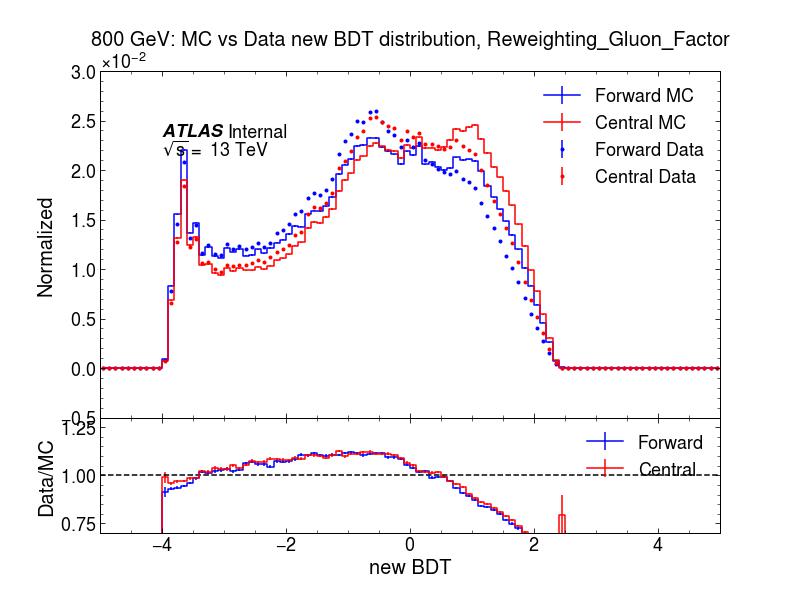 800 GeV: MC vs Data new BDT distribution, Reweighting_Gluon_Factor
×10⁻²
3.0
2.5
2.0
1.5
1.0
0.5
0.0
−0.5
Normalized
ATLAS Internal
√s = 13 TeV
Forward MC
Central MC
Forward Data
Central Data
1.25
1.00
0.75
Data/MC
Forward
Central
−4 −2 0 2 4
new BDT